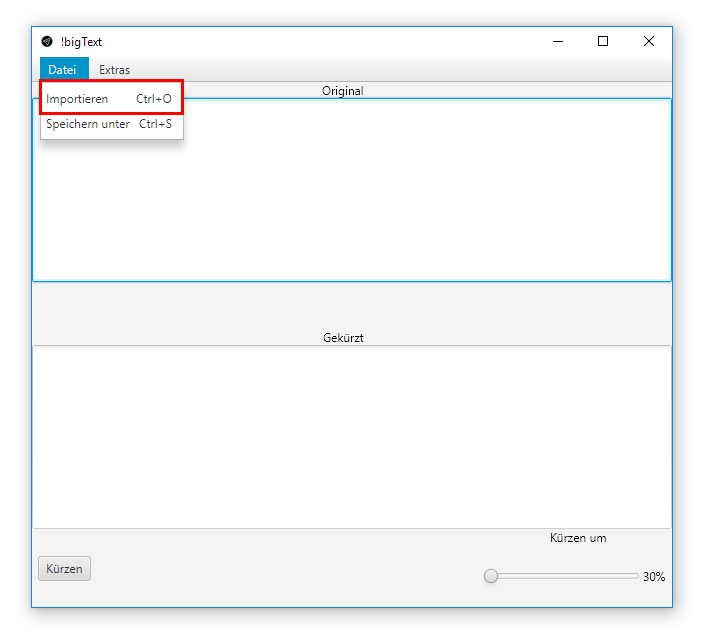 !bigText
Datei Extras
Original
Importieren Ctrl+O
Speichern unter Ctrl+S
Gekürzt
Kürzen um
Kürzen
30%